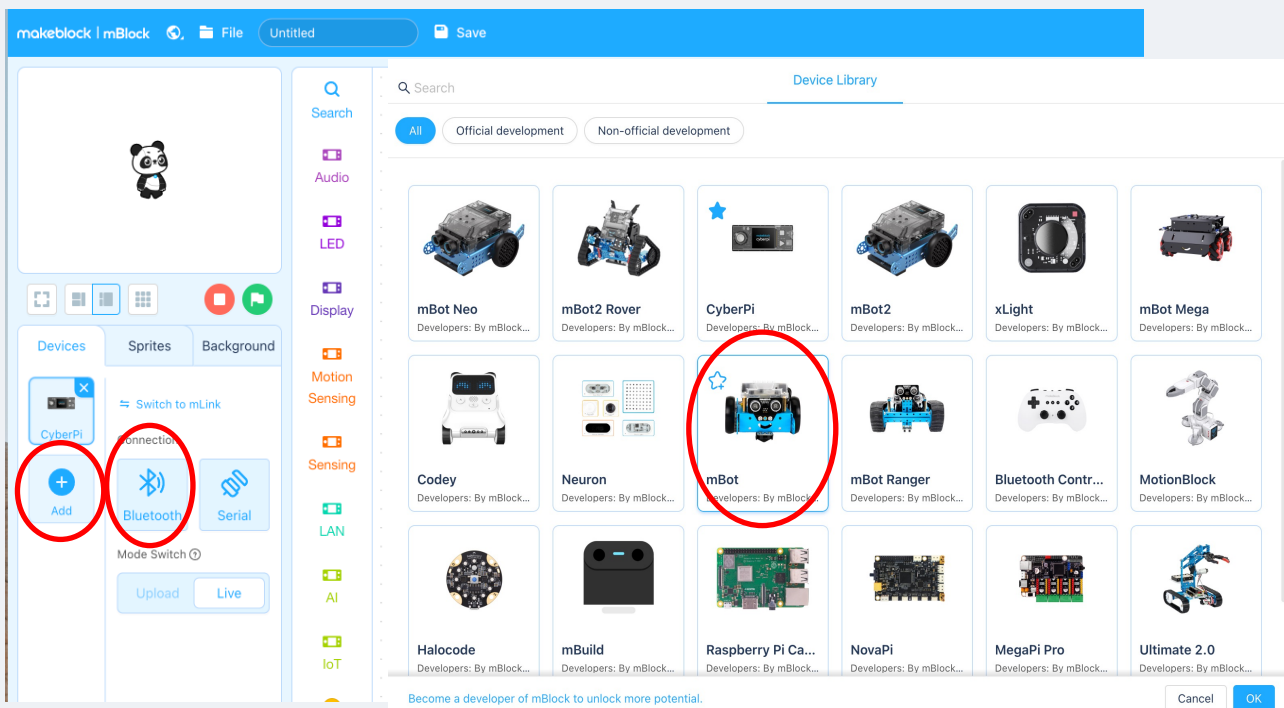 makeblock | mBlock File Untitled Save
Search
Audio
LED
Display
Motion
Sensing
Sensing
LAN
AI
IoT
Devices Sprites Background
CyberPi
Add
Switch to mLink
Connection
Bluetooth Serial
Mode Switch
Upload Live
Search
Device Library
All Official development Non-official development
mBot Neo mBot2 Rover CyberPi mBot2 xLight mBot Mega
Developers: By mBlock... Developers: By mBlock... Developers: By mBlock... Developers: By mBlock... Developers: By mBlock... Developers: By mBlock...
Codey Neuron mBot mBot Ranger Bluetooth Contr... MotionBlock
Developers: By mBlock... Developers: By mBlock... Developers: By mBlock... Developers: By mBlock... Developers: By mBlock... Developers: By mBlock...
Halocode mBuild Raspberry Pi Ca... NovaPi MegaPi Pro Ultimate 2.0
Developers: By mBlock... Developers: By mBlock... Developers: By mBlock... Developers: By mBlock... Developers: By mBlock... Developers: By mBlock...
Become a developer of mBlock to unlock more potential.
Cancel OK